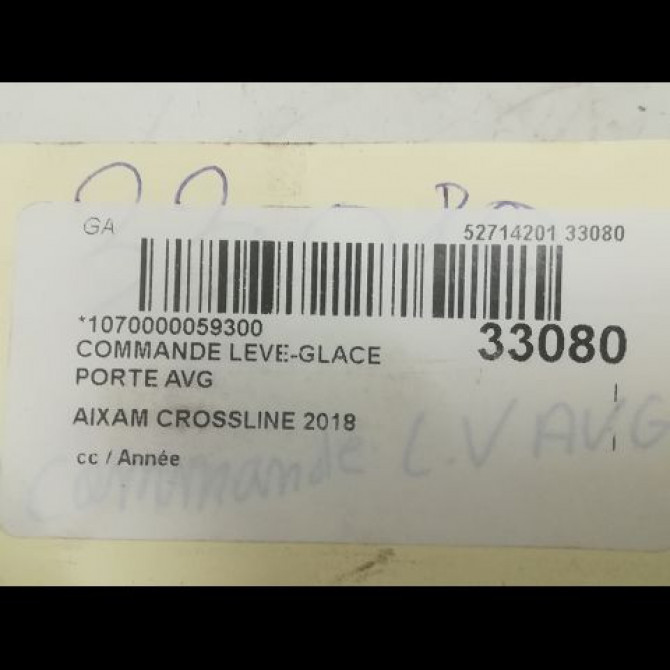 GA
52714201 33080
*1070000059300
33080
COMMANDE LEVE-GLACE
PORTE AVG
AIXAM CROSSLINE 2018
cc / Année
Commande L.V AVG